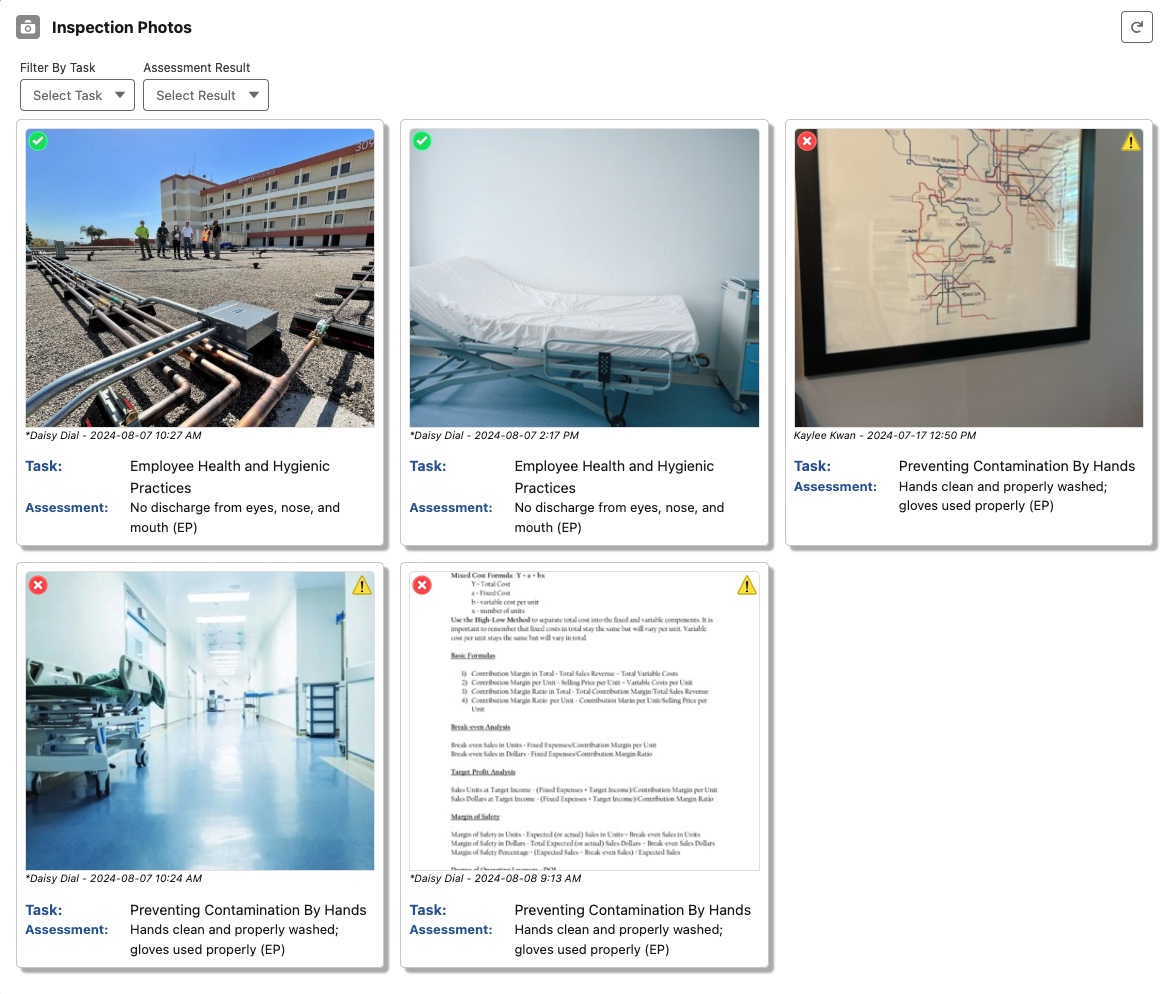 Inspection Photos
Filter By Task
Assessment Result
Select Task
Select Result
304
*Daisy Dial - 2024-08-07 10:27 AM
Task:
Employee Health and Hygienic
Practices
Assessment:
No discharge from eyes, nose, and
mouth (EP)
*Daisy Dial - 2024-08-07 2:17 PM
Task:
Employee Health and Hygienic
Practices
Assessment:
No discharge from eyes, nose, and
mouth (EP)
PHILADELPHIA
WASHINGTON, DC
ATLANTA
MEXICO CITY
Kaylee Kwan - 2024-07-17 12:50 PM
Task:
Preventing Contamination By Hands
Assessment:
Hands clean and properly washed;
gloves used properly (EP)
*Daisy Dial - 2024-08-07 10:24 AM
Task:
Preventing Contamination By Hands
Assessment:
Hands clean and properly washed;
gloves used properly (EP)
Mixed Cost Formula: Y = a + bx
Y - Total Cost
a - Fixed Cost
b - variable cost per unit
x - number of units
Use the High-Low Method to separate total cost into the fixed and variable components. It is
important to remember that fixed costs in total stay the same but will vary per unit. Variable
cost per unit stays the same but will vary in total.
Basic Formulas
1) Contribution Margin in Total - Total Sales Revenue – Total Variable Costs
2) Contribution Margin per Unit - Selling Price per Unit – Variable Costs per Unit
3) Contribution Margin Ratio in Total - Total Contribution Margin/Total Sales Revenue
4) Contribution Margin Ratio per Unit - Contribution Marin per Unit/Selling Price per
Unit
Break-even Analysis
Break-even Sales in Units - Fixed Expenses/Contribution Margin per Unit
Break-even Sales in Dollars - Fixed Expenses/Contribution Margin Ratio
Target Profit Analysis
Sales Units at Target Income - (Fixed Expenses + Target Income)/Contribution Margin per Unit
Sales Dollars at Target Income - (Fixed Expenses + Target Income)/Contribution Margin Ratio
Margin of Safety
Margin of Safety in Units - Expected (or actual) Sales in Units – Break-even Sales in Units
Margin of Safety in Dollars - Total Expected (or actual) Sales Dollars – Break-even Sales Dollars
Margin of Safety Percentage - (Expected Sales – Break-even Sales) / Expected Sales
*Daisy Dial - 2024-08-08 9:13 AM
Task:
Preventing Contamination By Hands
Assessment:
Hands clean and properly washed;
gloves used properly (EP)